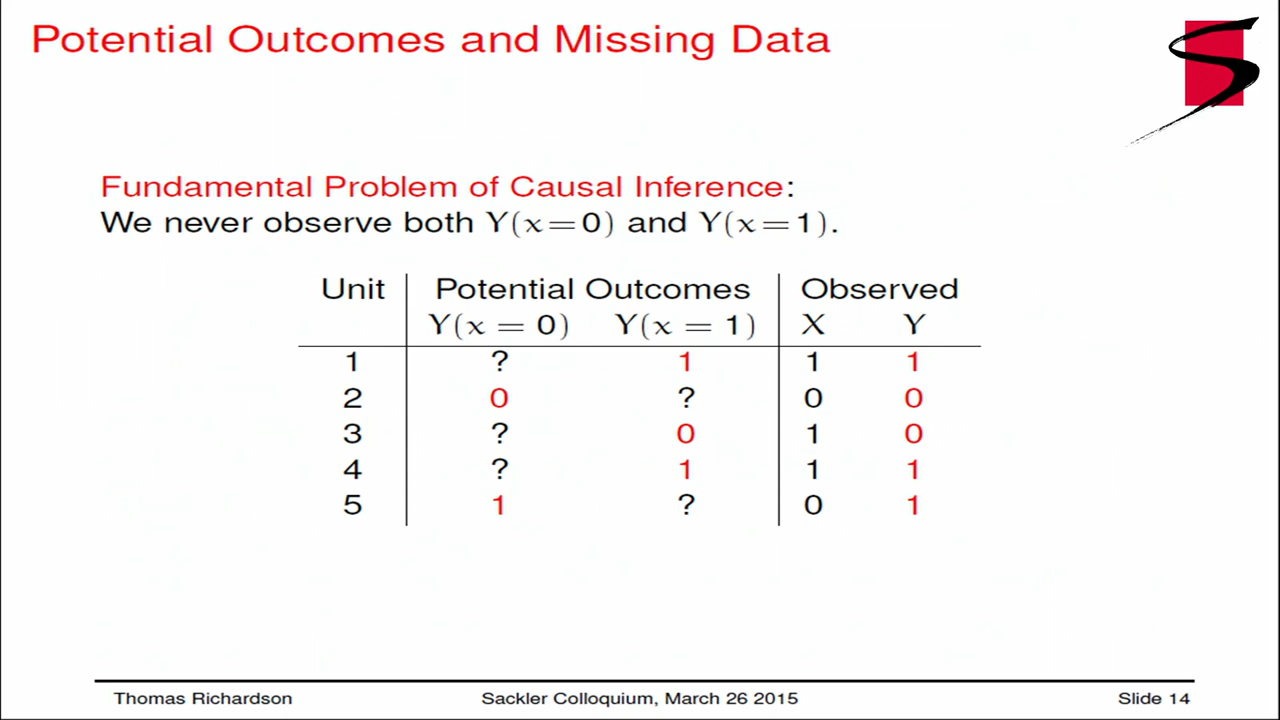 Potential Outcomes and Missing Data
Fundamental Problem of Causal Inference:
We never observe both Y(x=0) and Y(x=1).
Unit Potential Outcomes Observed
Y(x = 0) Y(x = 1) X Y
1 ? 1 1 1
2 0 ? 0 0
3 ? 0 1 0
4 ? 1 1 1
5 1 ? 0 1
Thomas Richardson Sackler Colloquium, March 26 2015 Slide 14